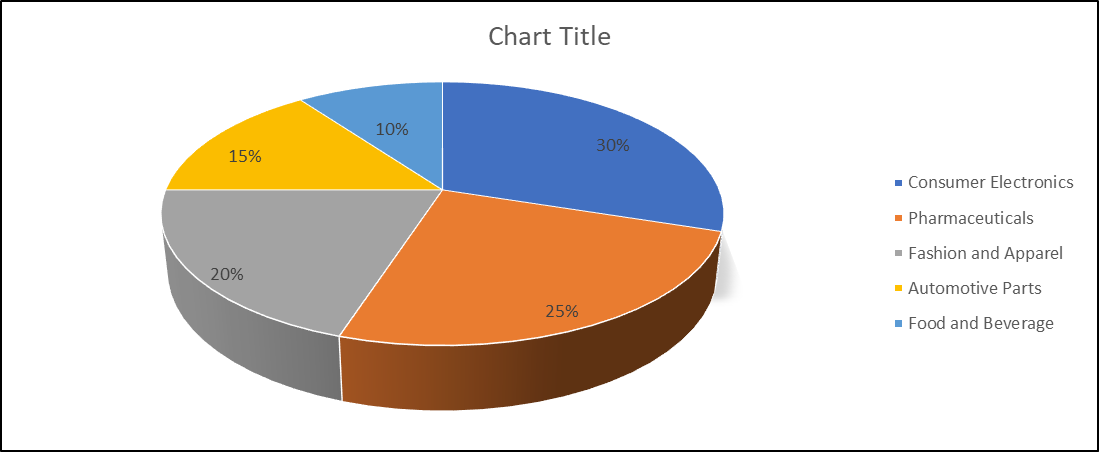 Chart Title
10%
30%
15%
20%
25%
Consumer Electronics
Pharmaceuticals
Fashion and Apparel
Automotive Parts
Food and Beverage